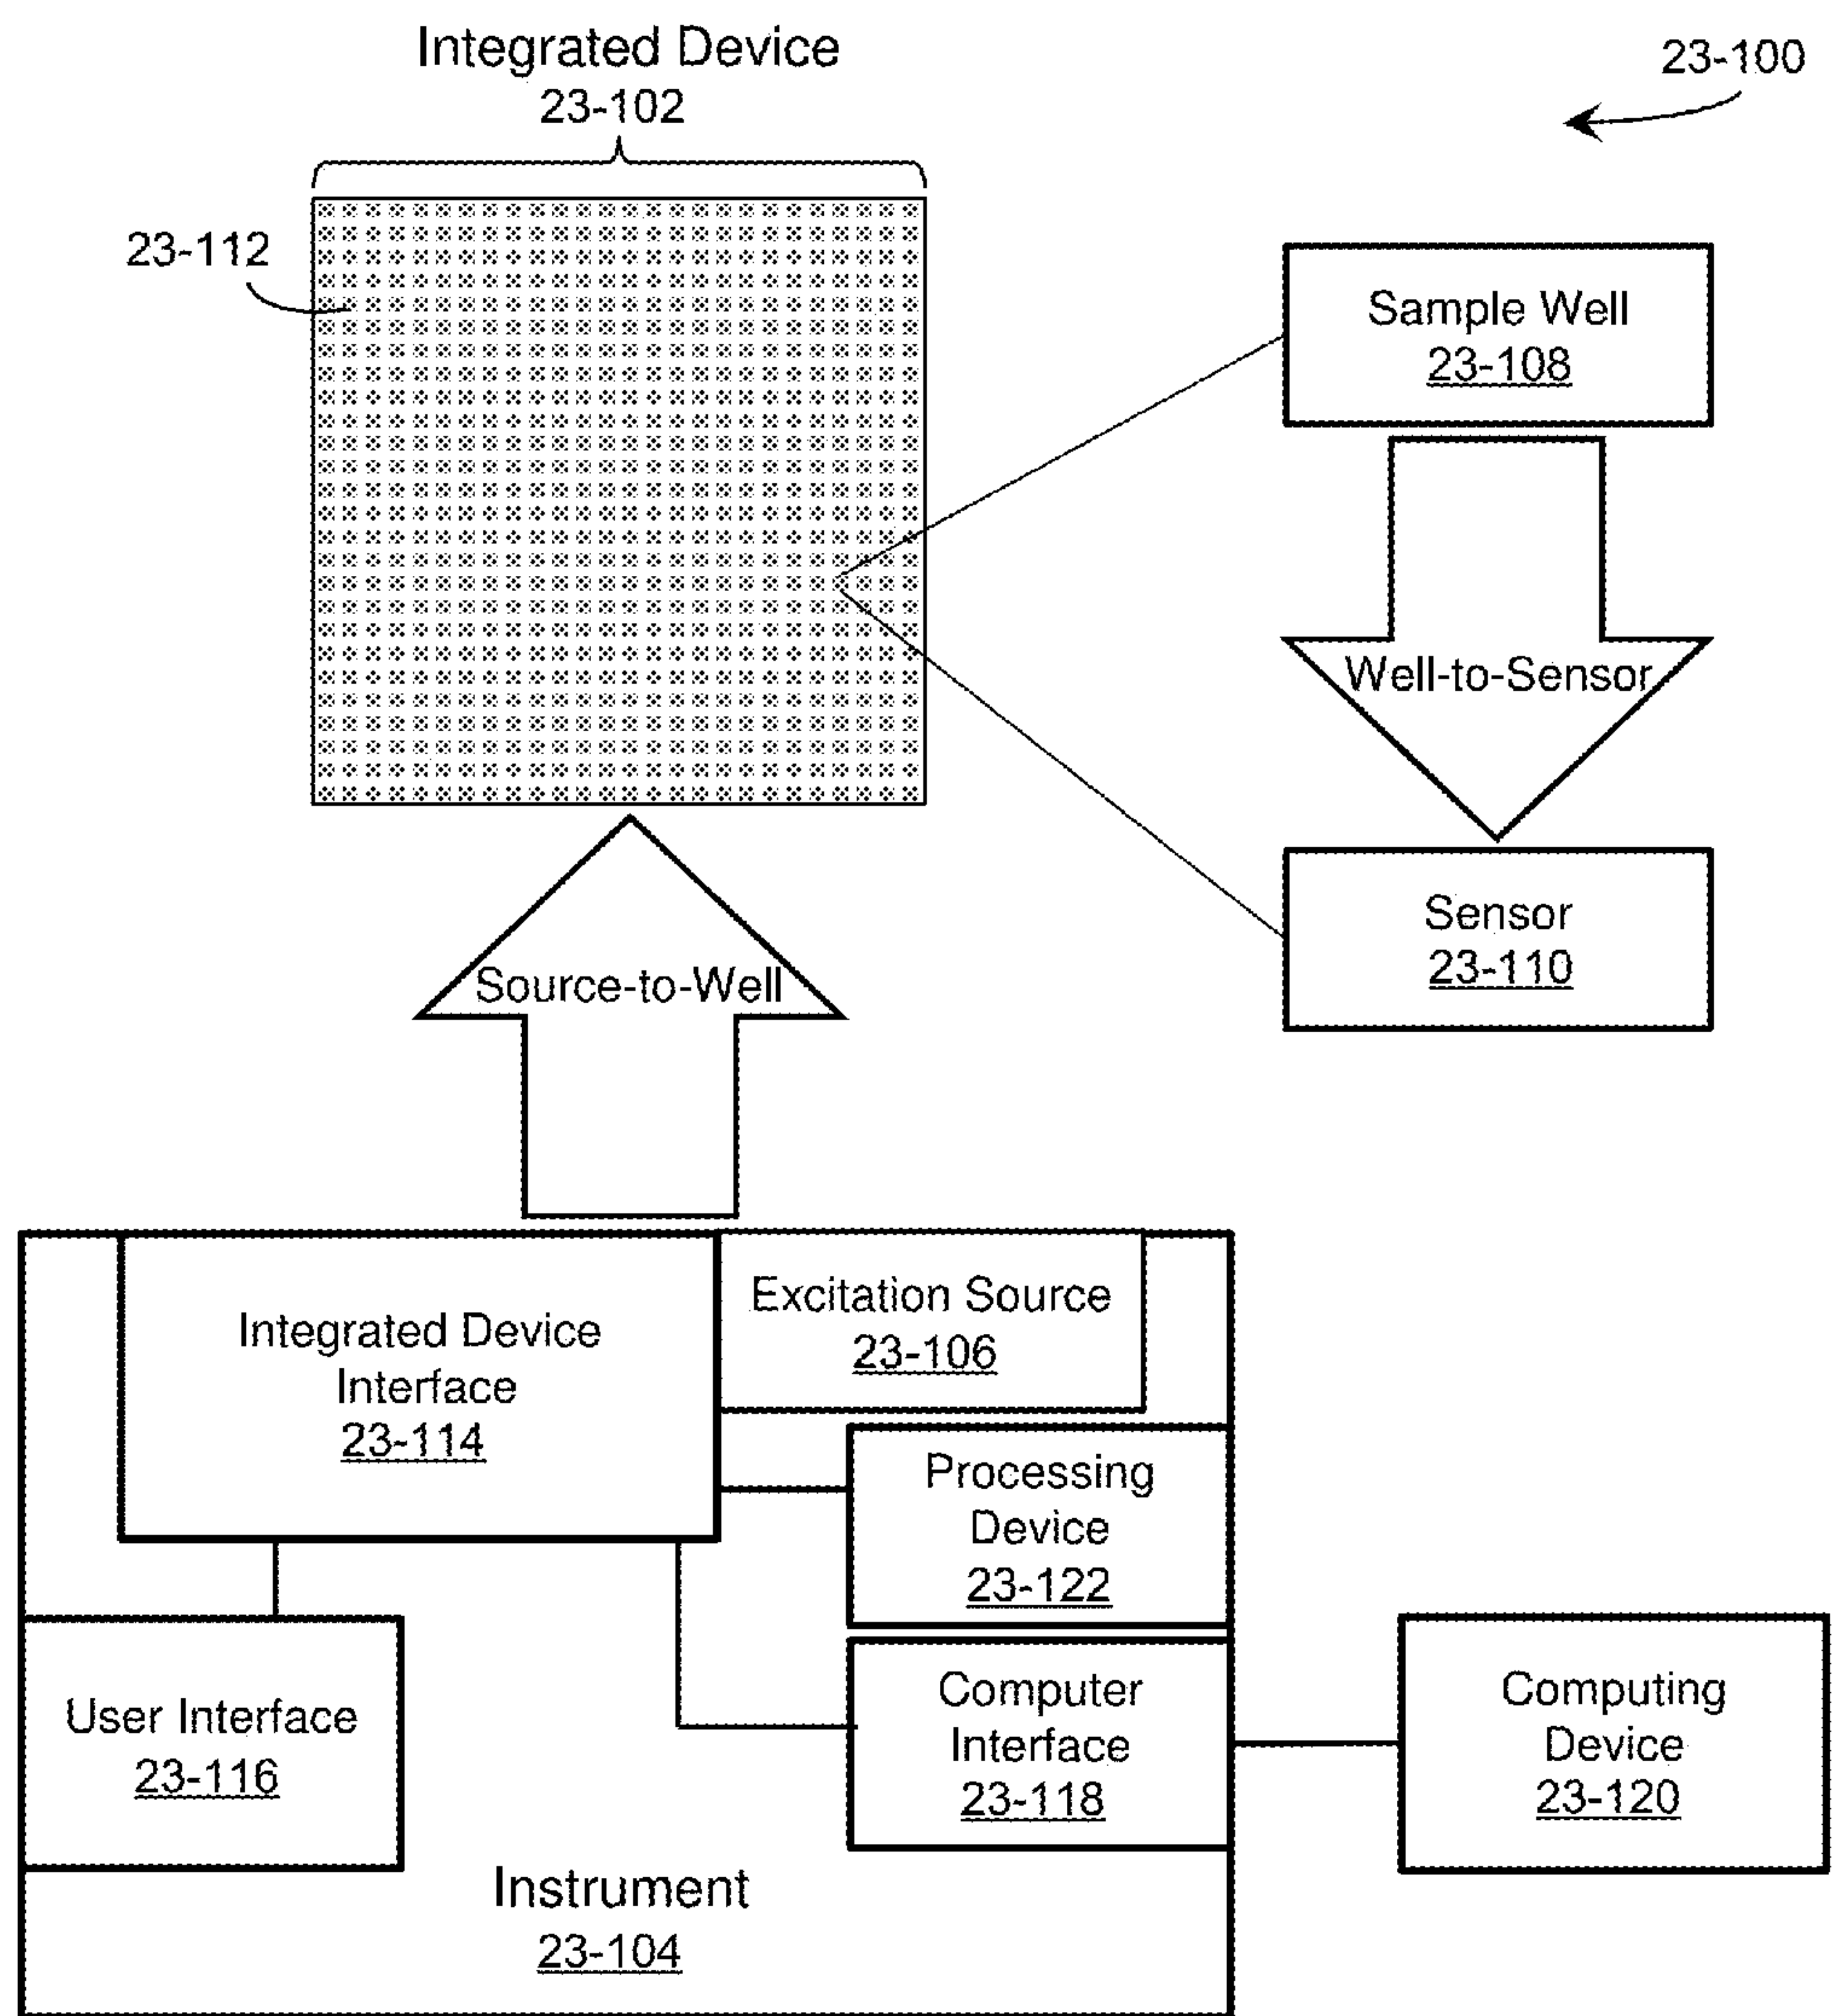 Integrated Device
23-102
23-100
23-112
Sample Well
23-108
Well-to-Sensor
Sensor
23-110
Source-to-Well
Excitation Source
23-106
Integrated Device
Interface
23-114
Processing
Device
23-122
User Interface
23-116
Computer
Interface
23-118
Computing
Device
23-120
Instrument
23-104